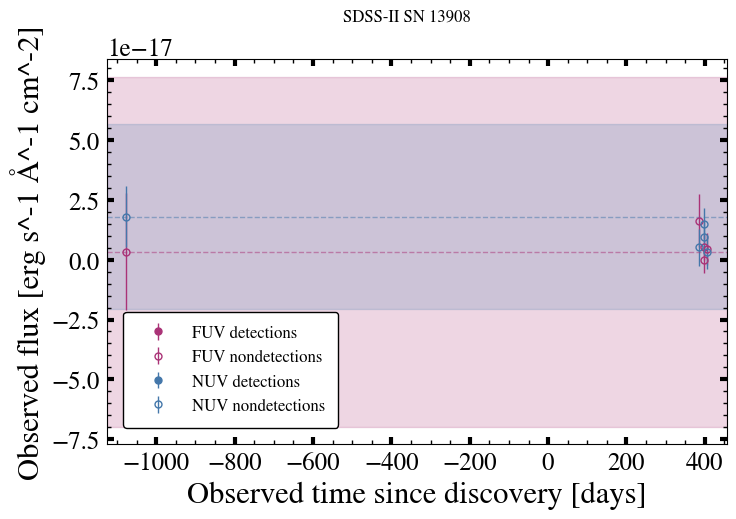 SDSS-II SN 13908
1e−17
7.5
5.0
2.5
0.0
−2.5
−5.0
−7.5
Observed flux [erg s^-1 Å^-1 cm^-2]
FUV detections
FUV nondetections
NUV detections
NUV nondetections
−1000 −800 −600 −400 −200 0 200 400
Observed time since discovery [days]